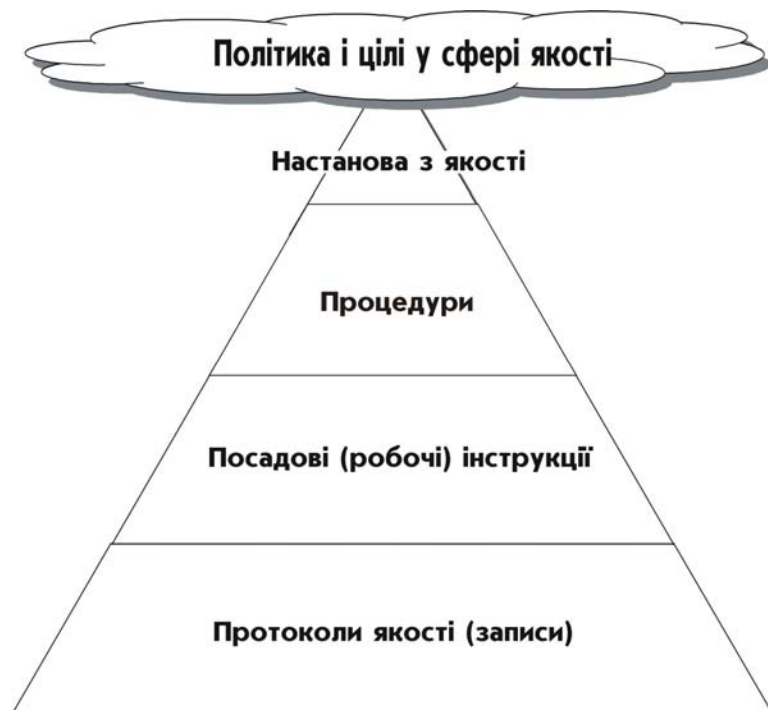 Політика і цілі у сфері якості
Настанова з якості
Процедури
Посадові (робочі) інструкції
Протоколи якості (записи)